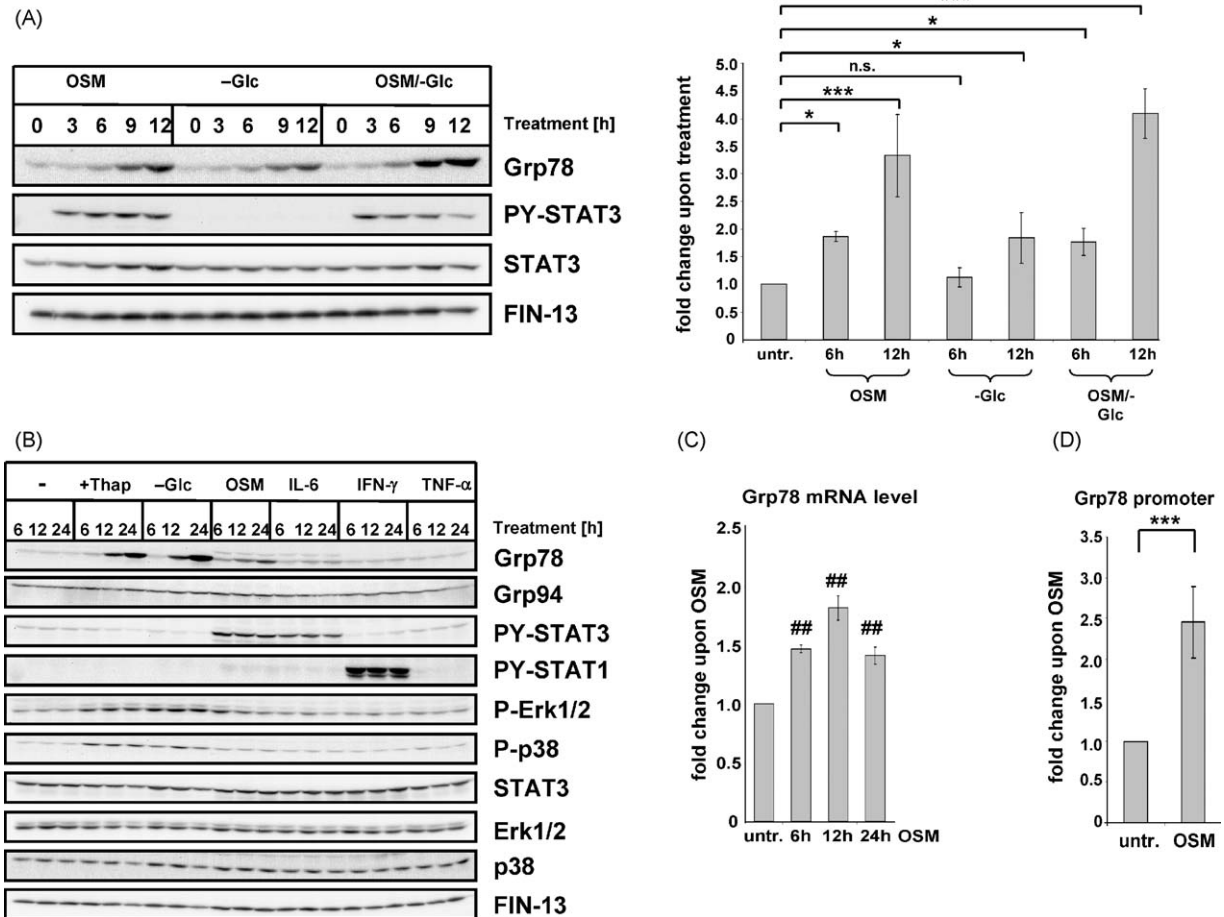 (A)
OSM –Glc OSM/-Glc
0 3 6 9 12 0 3 6 9 12 0 3 6 9 12 Treatment [h]
Grp78
PY-STAT3
STAT3
FIN-13
*
*
n.s.
***
*
fold change upon treatment
5.0
4.5
4.0
3.5
3.0
2.5
2.0
1.5
1.0
0.5
0.0
untr. 6h 12h 6h 12h 6h 12h
OSM -Glc OSM/-
Glc
(B)
- +Thap –Glc OSM IL-6 IFN-γ TNF-α
6 12 24 6 12 24 6 12 24 6 12 24 6 12 24 6 12 24 6 12 24 Treatment [h]
Grp78
Grp94
PY-STAT3
PY-STAT1
P-Erk1/2
P-p38
STAT3
Erk1/2
p38
FIN-13
(C)
Grp78 mRNA level
fold change upon OSM
2.5
2.0
1.5
1.0
0.5
0.0
## ## ##
untr. 6h 12h 24h OSM
(D)
Grp78 promoter
***
fold change upon OSM
3.5
3.0
2.5
2.0
1.5
1.0
0.5
0
untr. OSM